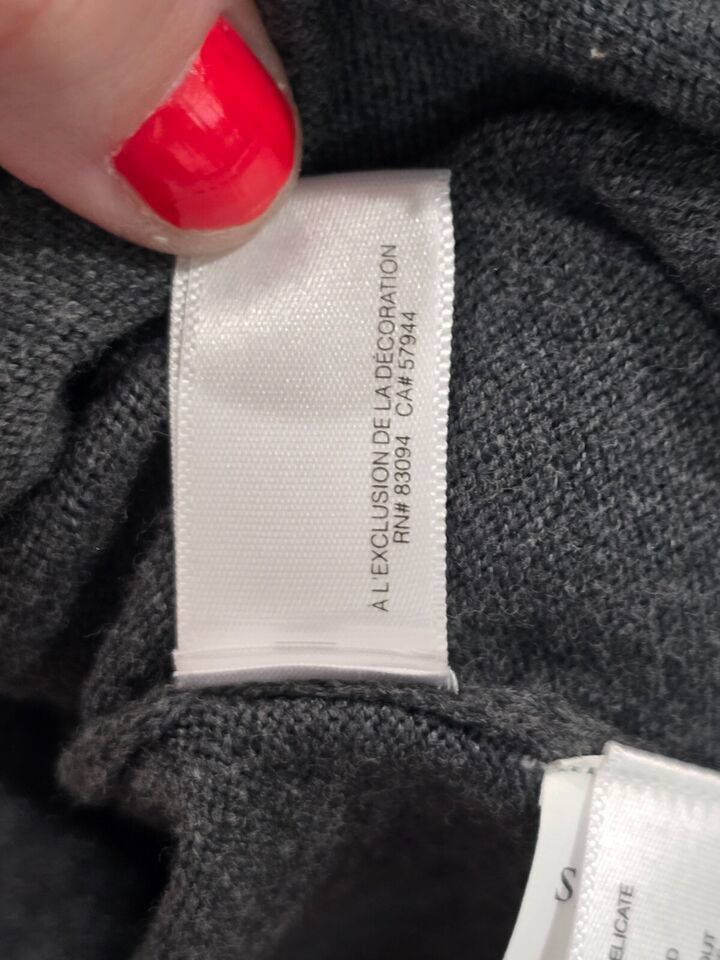 À L'EXCLUSION DE LA DÉCORATION
RN# 83094 CA# 57944
S